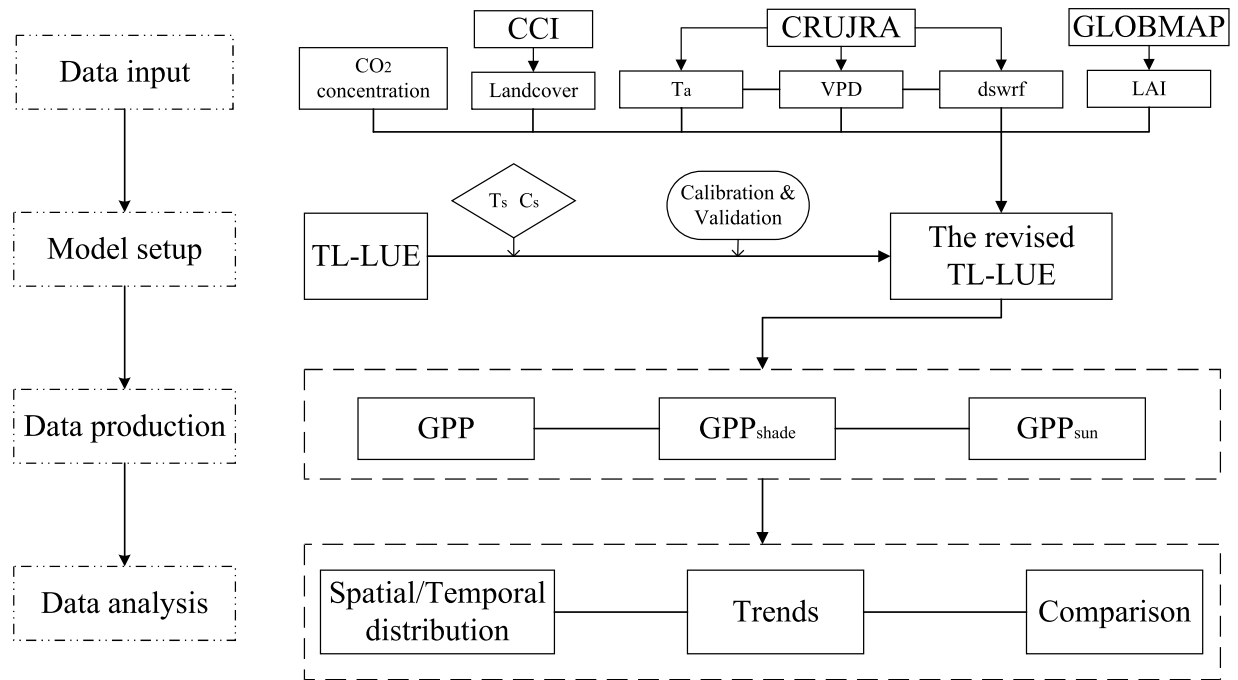 Data input
CO2
concentration
CCI
Landcover
CRUJRA
Ta
VPD
dswrf
GLOBMAP
LAI
Model setup
TL-LUE
Ts Cs
Calibration &
Validation
The revised
TL-LUE
Data production
GPP
GPPshade
GPPsun
Data analysis
Spatial/Temporal
distribution
Trends
Comparison